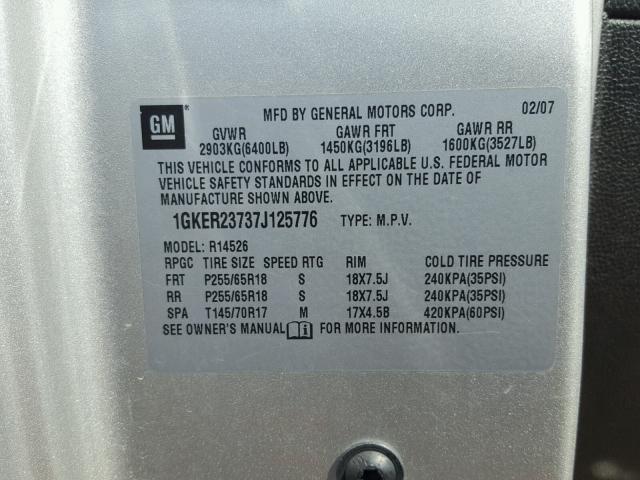 GM
MFD BY GENERAL MOTORS CORP. 02/07
GVWR GAWR FRT GAWR RR
2903KG(6400LB) 1450KG(3196LB) 1600KG(3527LB)
THIS VEHICLE CONFORMS TO ALL APPLICABLE U.S. FEDERAL MOTOR
VEHICLE SAFETY STANDARDS IN EFFECT ON THE DATE OF
MANUFACTURE SHOWN ABOVE.
1GKER23737J125776 TYPE: M.P.V.
MODEL: R14526
RPGC TIRE SIZE SPEED RTG RIM COLD TIRE PRESSURE
FRT P255/65R18 S 18X7.5J 240KPA(35PSI)
RR P255/65R18 S 18X7.5J 240KPA(35PSI)
SPA T145/70R17 M 17X4.5B 420KPA(60PSI)
SEE OWNER'S MANUAL i FOR MORE INFORMATION.